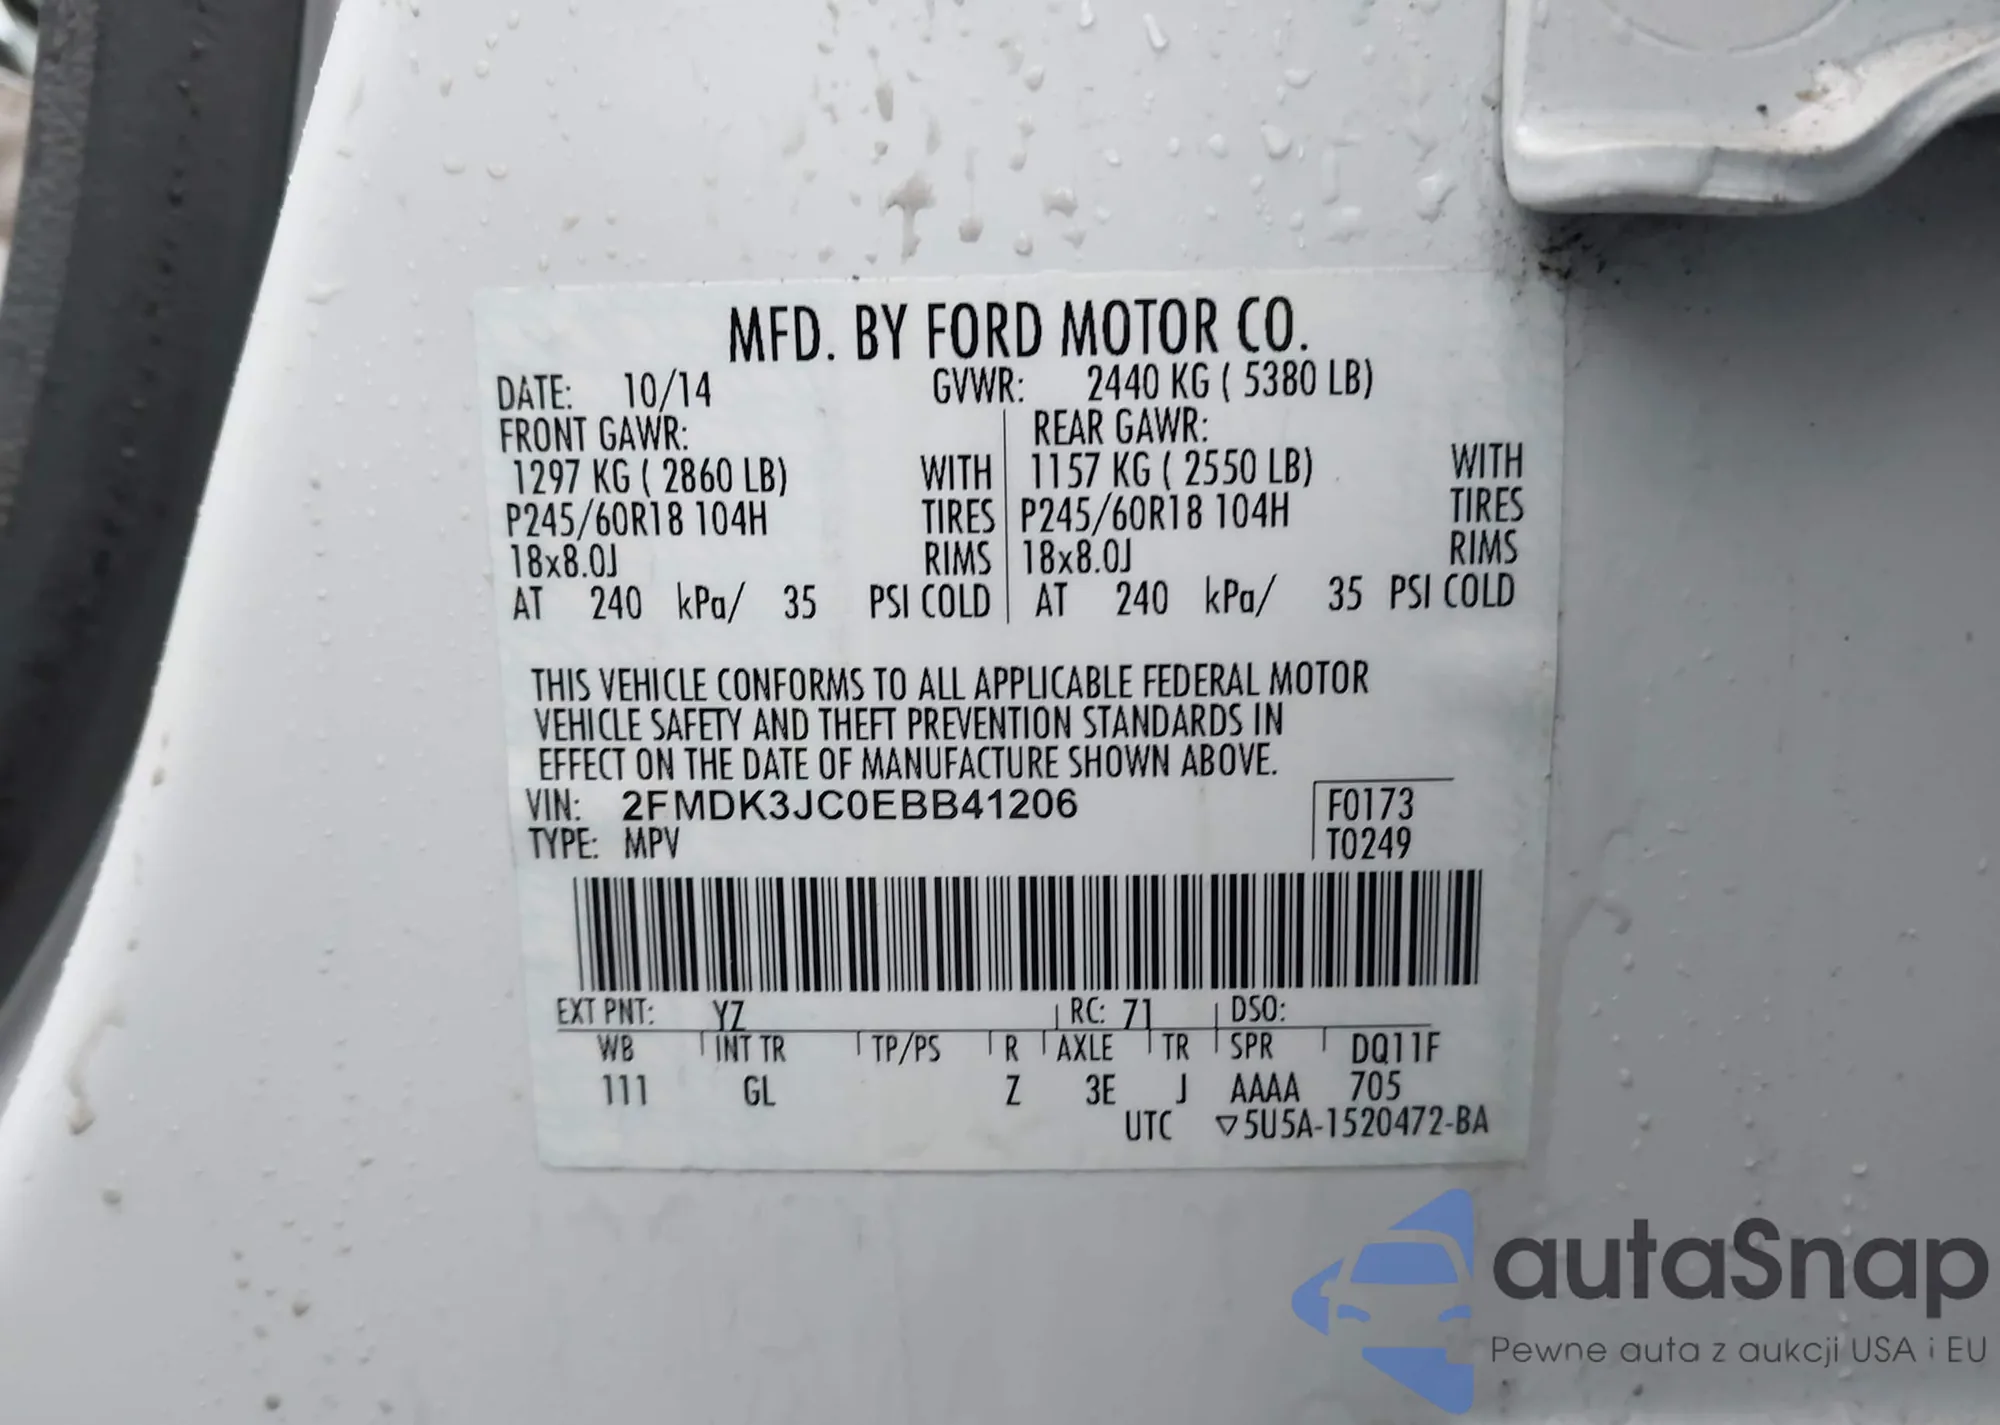 MFD. BY FORD MOTOR CO.
DATE: 10/14 GVWR: 2440 KG ( 5380 LB)
FRONT GAWR: REAR GAWR:
1297 KG ( 2860 LB) WITH 1157 KG ( 2550 LB) WITH
P245/60R18 104H TIRES P245/60R18 104H TIRES
18x8.0J RIMS 18x8.0J RIMS
AT 240 kPa/ 35 PSI COLD AT 240 kPa/ 35 PSI COLD
THIS VEHICLE CONFORMS TO ALL APPLICABLE FEDERAL MOTOR
VEHICLE SAFETY AND THEFT PREVENTION STANDARDS IN
EFFECT ON THE DATE OF MANUFACTURE SHOWN ABOVE.
VIN: 2FMDK3JC0EBB41206 F0173
TYPE: MPV T0249
EXT PNT: YZ RC: 71 DSO:
WB INT TR TP/PS R AXLE TR SPR DQ11F
111 GL Z 3E J AAAA 705
UTC ▽5U5A-1520472-BA
autaSnap
Pewne auta z aukcji USA i EU